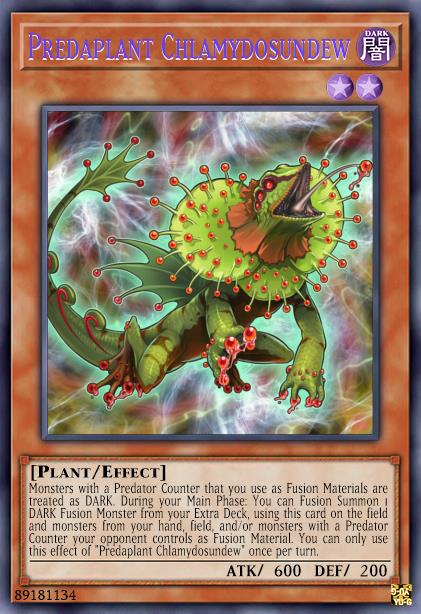 PREDAPLANT CHLAMYDOSUNDEW
DARK
闇
[PLANT/EFFECT]
Monsters with a Predator Counter that you use as Fusion Materials are
treated as DARK. During your Main Phase: You can Fusion Summon 1
DARK Fusion Monster from your Extra Deck, using this card on the field
and monsters from your hand, field, and/or monsters with a Predator
Counter your opponent controls as Fusion Material. You can only use
this effect of "Predaplant Chlamydosundew" once per turn.
ATK/ 600 DEF/ 200
89181134